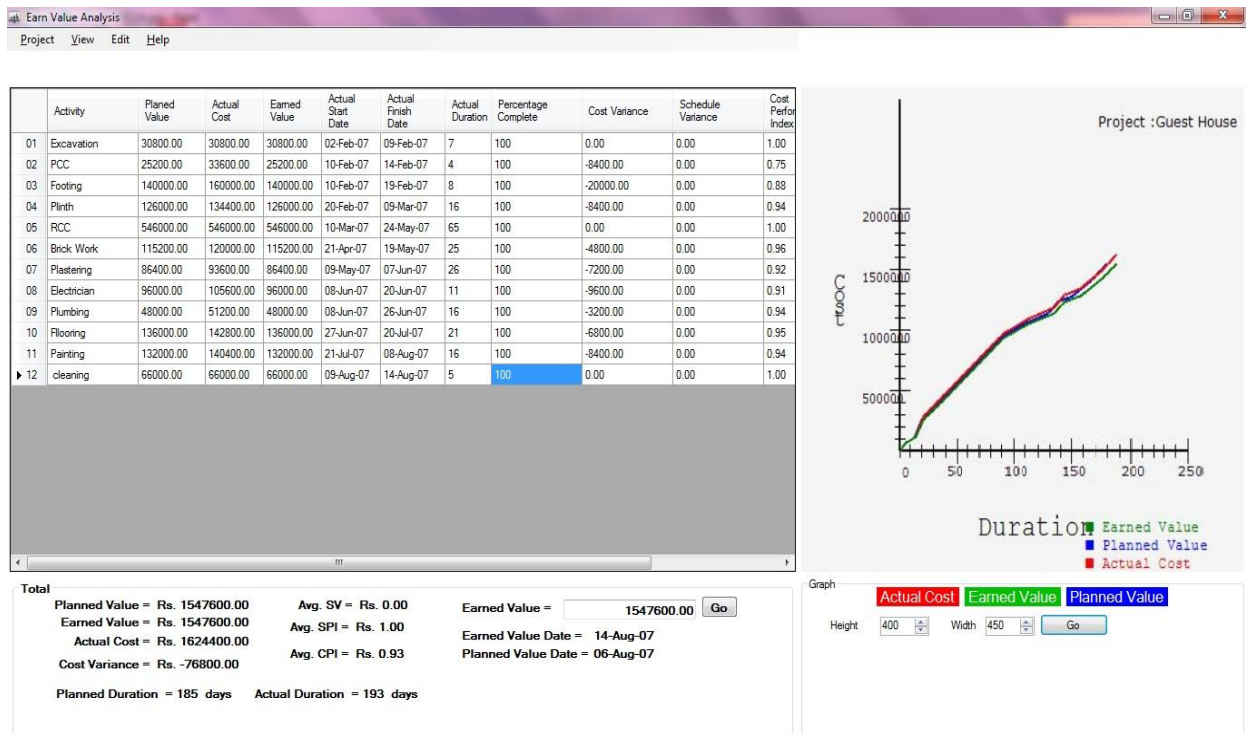 Earn Value Analysis
Project View Edit Help
Activity Planed Value Actual Cost Earned Value Actual Start Date Actual Finish Date Actual Duration Percentage Complete Cost Variance Schedule Variance Cost Perfor Index
01 Excavation 30800.00 30800.00 30800.00 02-Feb-07 09-Feb-07 7 100 0.00 0.00 1.00
02 PCC 25200.00 33600.00 25200.00 10-Feb-07 14-Feb-07 4 100 -8400.00 0.00 0.75
03 Footing 140000.00 160000.00 140000.00 10-Feb-07 19-Feb-07 8 100 -20000.00 0.00 0.88
04 Plinth 126000.00 134400.00 126000.00 20-Feb-07 09-Mar-07 16 100 -8400.00 0.00 0.94
05 RCC 546000.00 546000.00 546000.00 10-Mar-07 24-May-07 65 100 0.00 0.00 1.00
06 Brick Work 115200.00 120000.00 115200.00 21-Apr-07 19-May-07 25 100 -4800.00 0.00 0.96
07 Plastering 86400.00 93600.00 86400.00 09-May-07 07-Jun-07 26 100 -7200.00 0.00 0.92
08 Electrician 96000.00 105600.00 96000.00 08-Jun-07 20-Jun-07 11 100 -9600.00 0.00 0.91
09 Plumbing 48000.00 51200.00 48000.00 08-Jun-07 26-Jun-07 16 100 -3200.00 0.00 0.94
10 Fllooring 136000.00 142800.00 136000.00 27-Jun-07 20-Jul-07 21 100 -6800.00 0.00 0.95
11 Painting 132000.00 140400.00 132000.00 21-Jul-07 08-Aug-07 16 100 -8400.00 0.00 0.94
12 cleaning 66000.00 66000.00 66000.00 09-Aug-07 14-Aug-07 5 100 0.00 0.00 1.00
Project :Guest House
2000000
1500000
1000000
500000
Cost
0 50 100 150 200 250
Duration
Earned Value
Planned Value
Actual Cost
Total
Planned Value = Rs. 1547600.00
Earned Value = Rs. 1547600.00
Actual Cost = Rs. 1624400.00
Cost Variance = Rs. -76800.00
Avg. SV = Rs. 0.00
Avg. SPI = Rs. 1.00
Avg. CPI = Rs. 0.93
Earned Value = 1547600.00 Go
Earned Value Date = 14-Aug-07
Planned Value Date = 06-Aug-07
Planned Duration = 185 days Actual Duration = 193 days
Graph
Actual Cost Earned Value Planned Value
Height 400 Width 450 Go